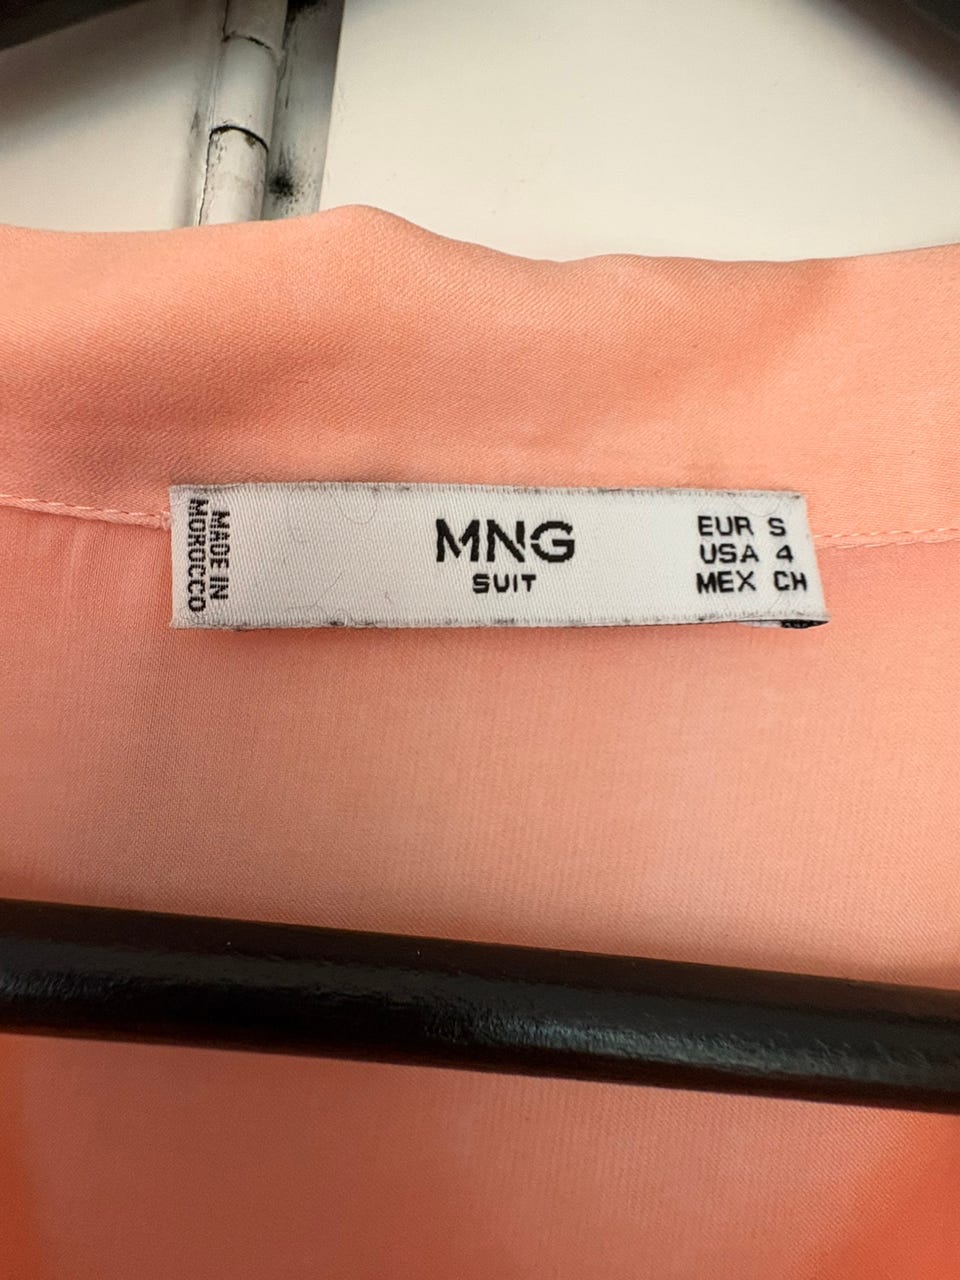 MADE IN
MOROCCO
MNG
SUIT
EUR S
USA 4
MEX CH